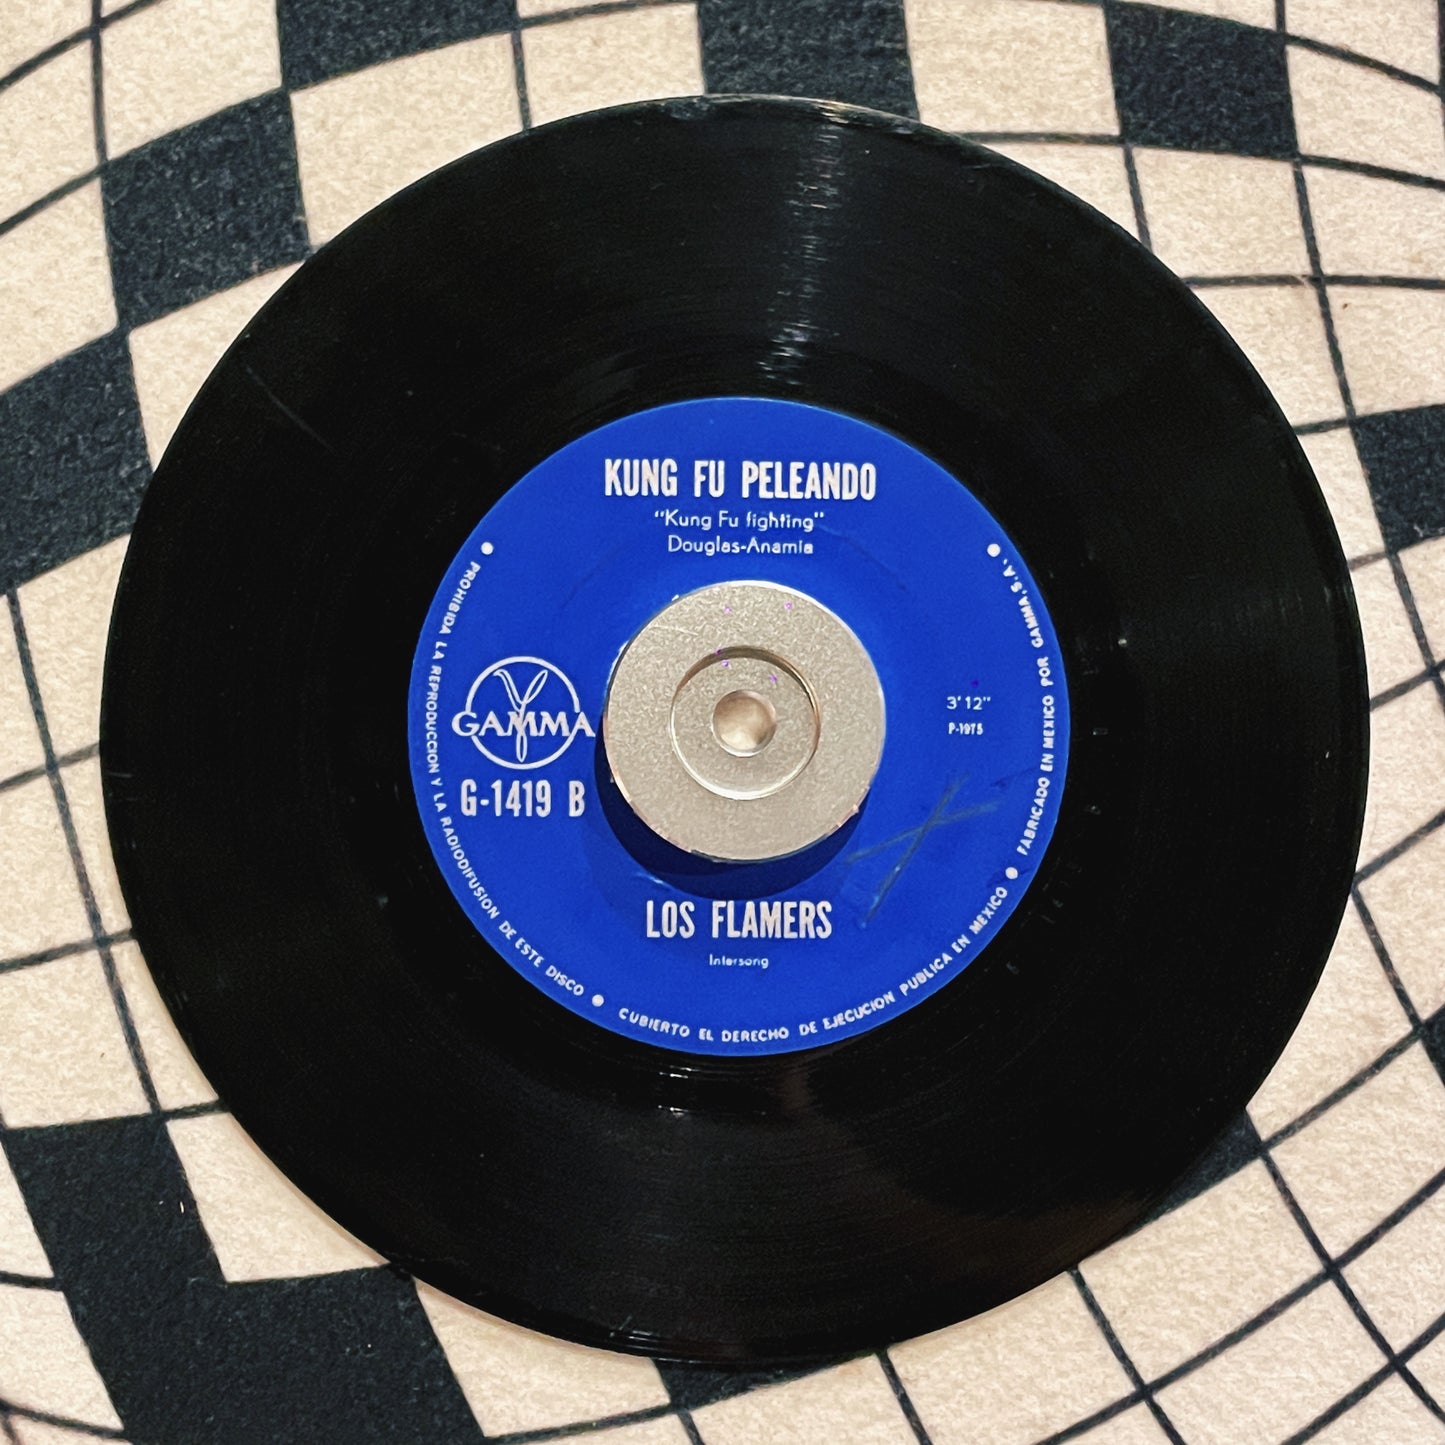 KUNG FU PELEANDO
"Kung Fu fighting"
Douglas-Anamia
GAMMA
G-1419 B
3'12"
P-1975
LOS FLAMERS
Intersong
PROHIBIDA LA REPRODUCCION Y LA RADIODIFUSION DE ESTE DISCO • CUBIERTO EL DERECHO DE EJECUCION PUBLICA EN MEXICO • FABRICADO EN MEXICO POR GAMMA, S.A. •